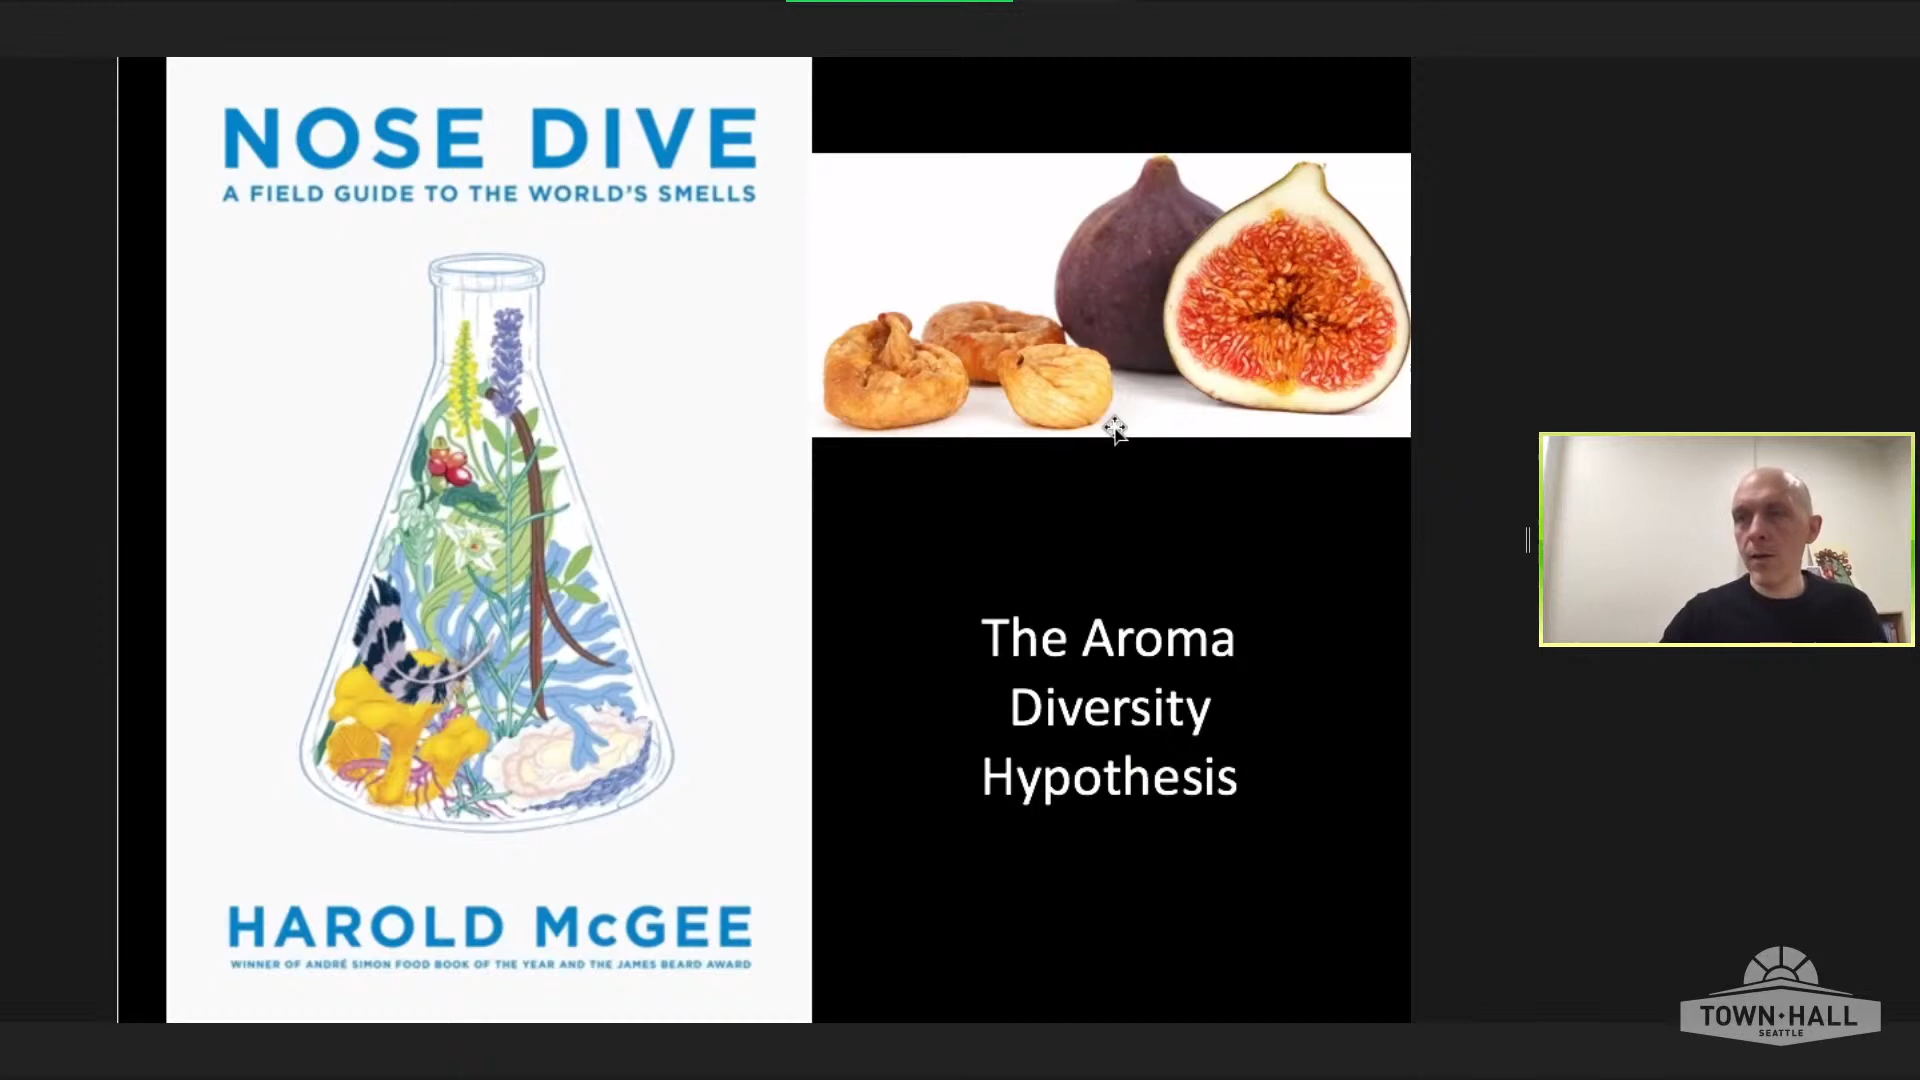 NOSE DIVE
A FIELD GUIDE TO THE WORLD'S SMELLS
HAROLD McGEE
WINNER OF ANDRÉ SIMON FOOD BOOK OF THE YEAR AND THE JAMES BEARD AWARD
The Aroma
Diversity
Hypothesis
TOWN·HALL
SEATTLE